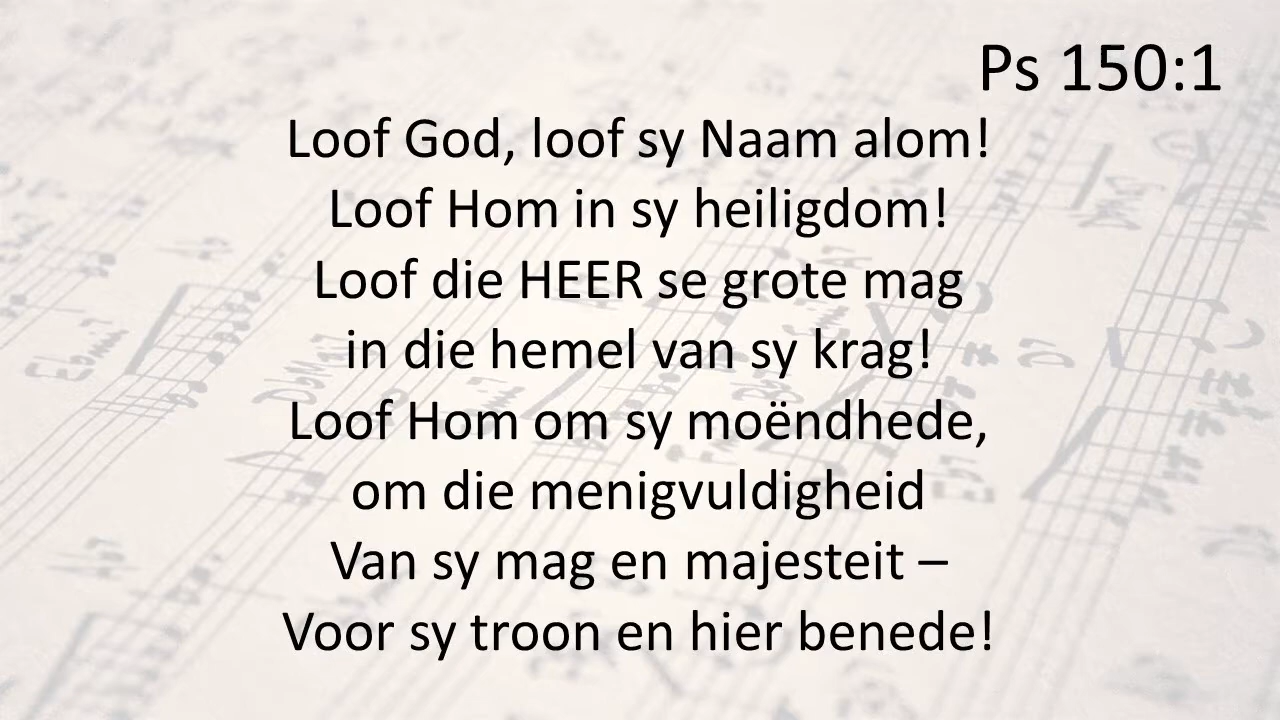 Ps 150:1
Loof God, loof sy Naam alom!
Loof Hom in sy heiligdom!
Loof die HEER se grote mag
in die hemel van sy krag!
Loof Hom om sy moëndhede,
om die menigvuldigheid
Van sy mag en majesteit –
Voor sy troon en hier benede!